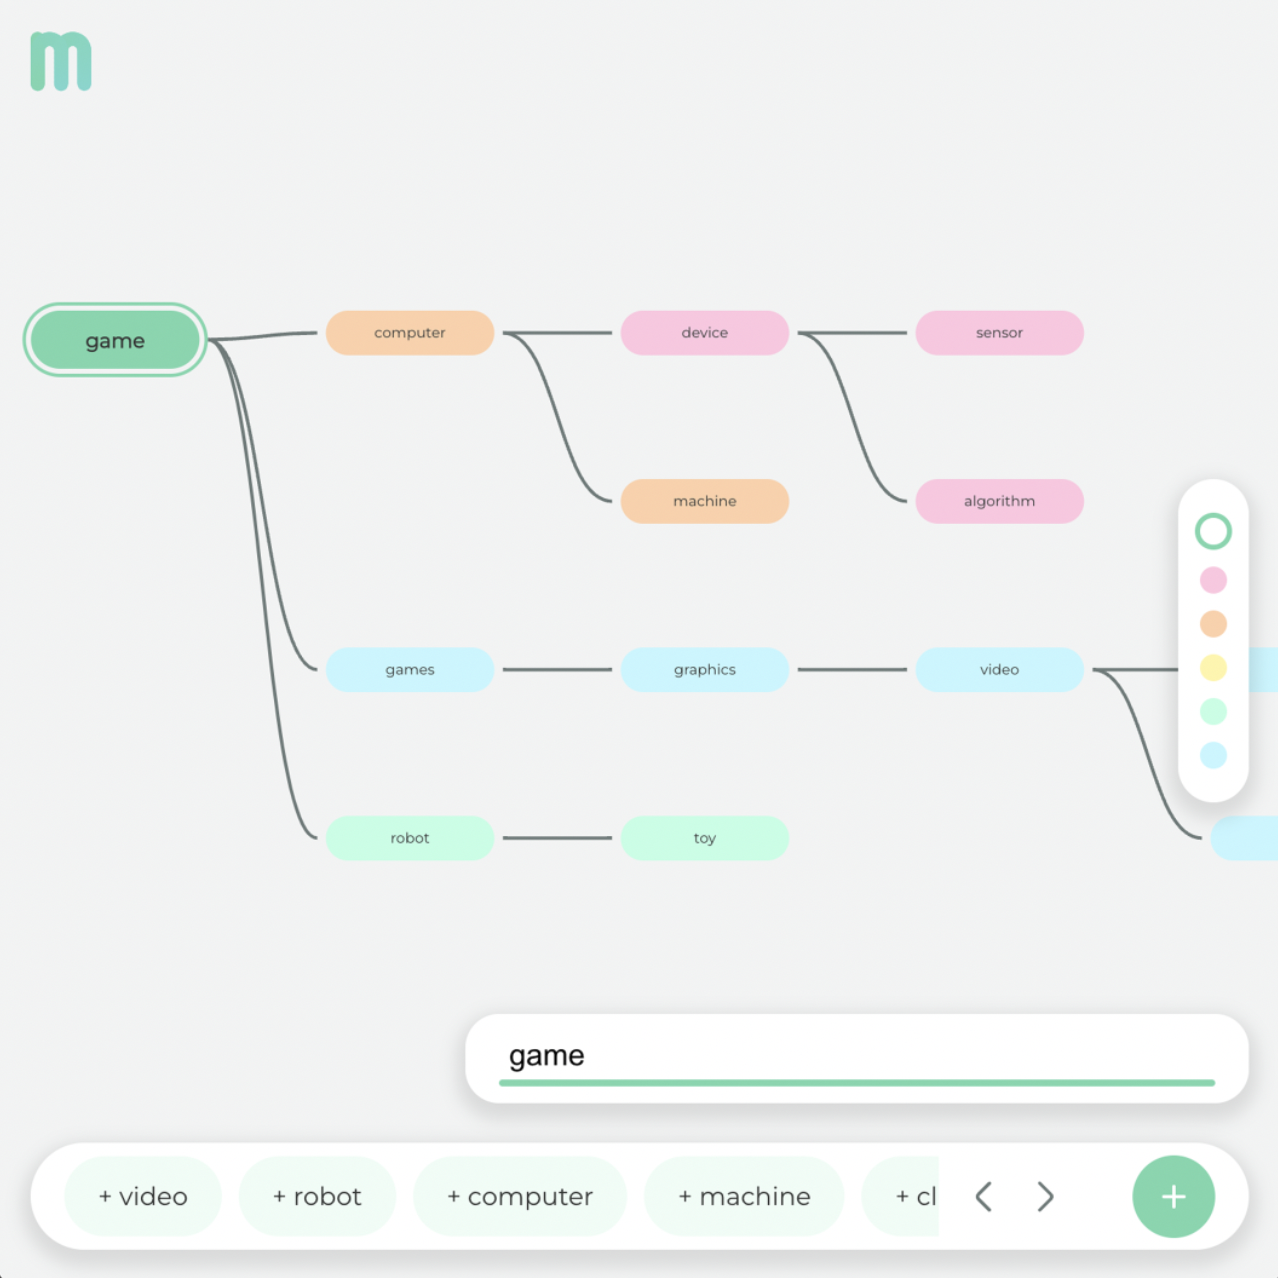 m
game
computer
device
sensor
machine
algorithm
games
graphics
video
robot
toy
game
+ video
+ robot
+ computer
+ machine
+ cl
+